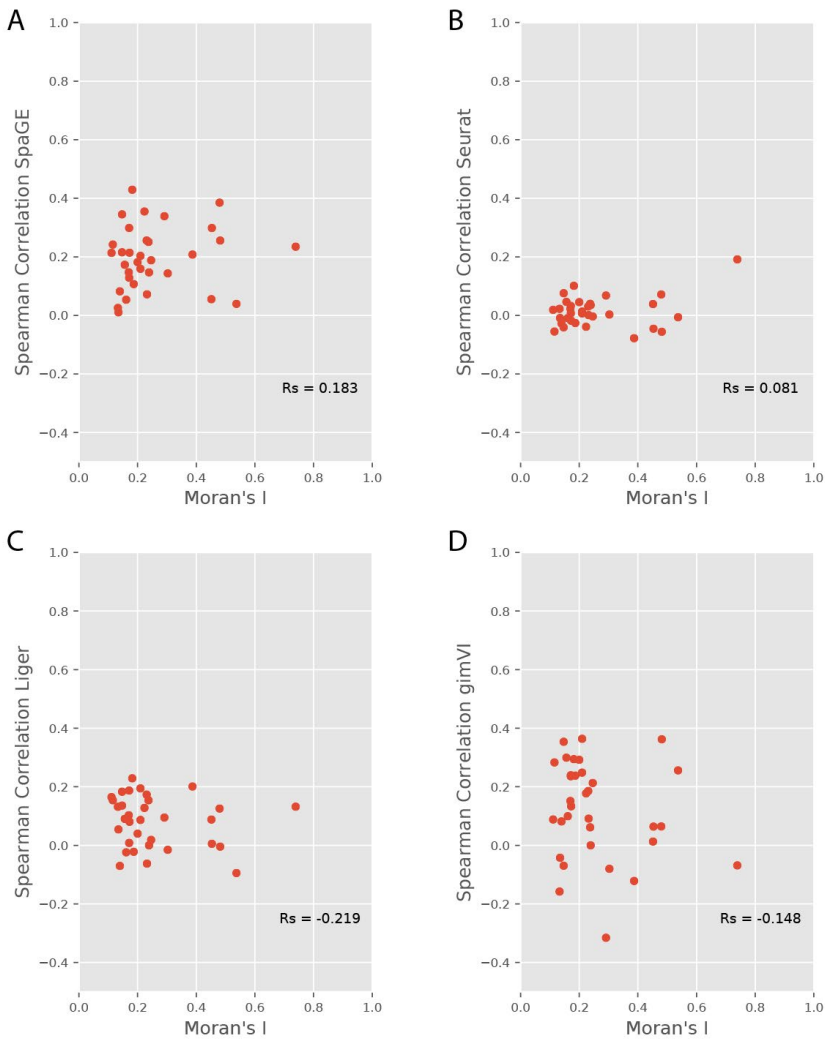 A
1.0
0.8
0.6
0.4
0.2
0.0
−0.2
−0.4
Spearman Correlation SpaGE
Rs = 0.183
0.0 0.2 0.4 0.6 0.8 1.0
Moran's I
B
1.0
0.8
0.6
0.4
0.2
0.0
−0.2
−0.4
Spearman Correlation Seurat
Rs = 0.081
0.0 0.2 0.4 0.6 0.8 1.0
Moran's I
C
1.0
0.8
0.6
0.4
0.2
0.0
−0.2
−0.4
Spearman Correlation Liger
Rs = -0.219
0.0 0.2 0.4 0.6 0.8 1.0
Moran's I
D
1.0
0.8
0.6
0.4
0.2
0.0
−0.2
−0.4
Spearman Correlation gimVI
Rs = -0.148
0.0 0.2 0.4 0.6 0.8 1.0
Moran's I